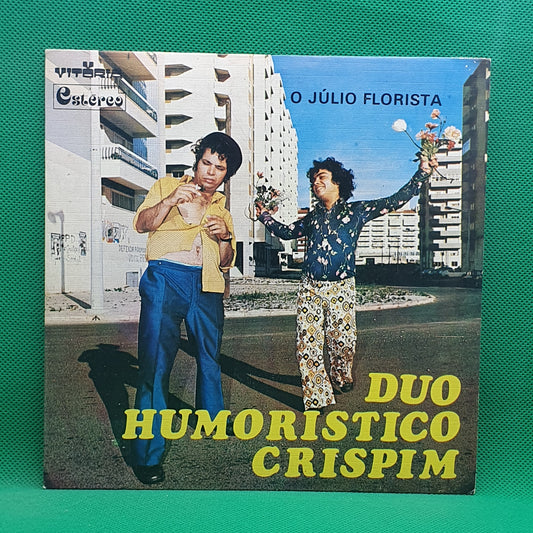 VITÓRIA
Estereo
O JÚLIO FLORISTA
DUO
HUMORISTICO
CRISPIM